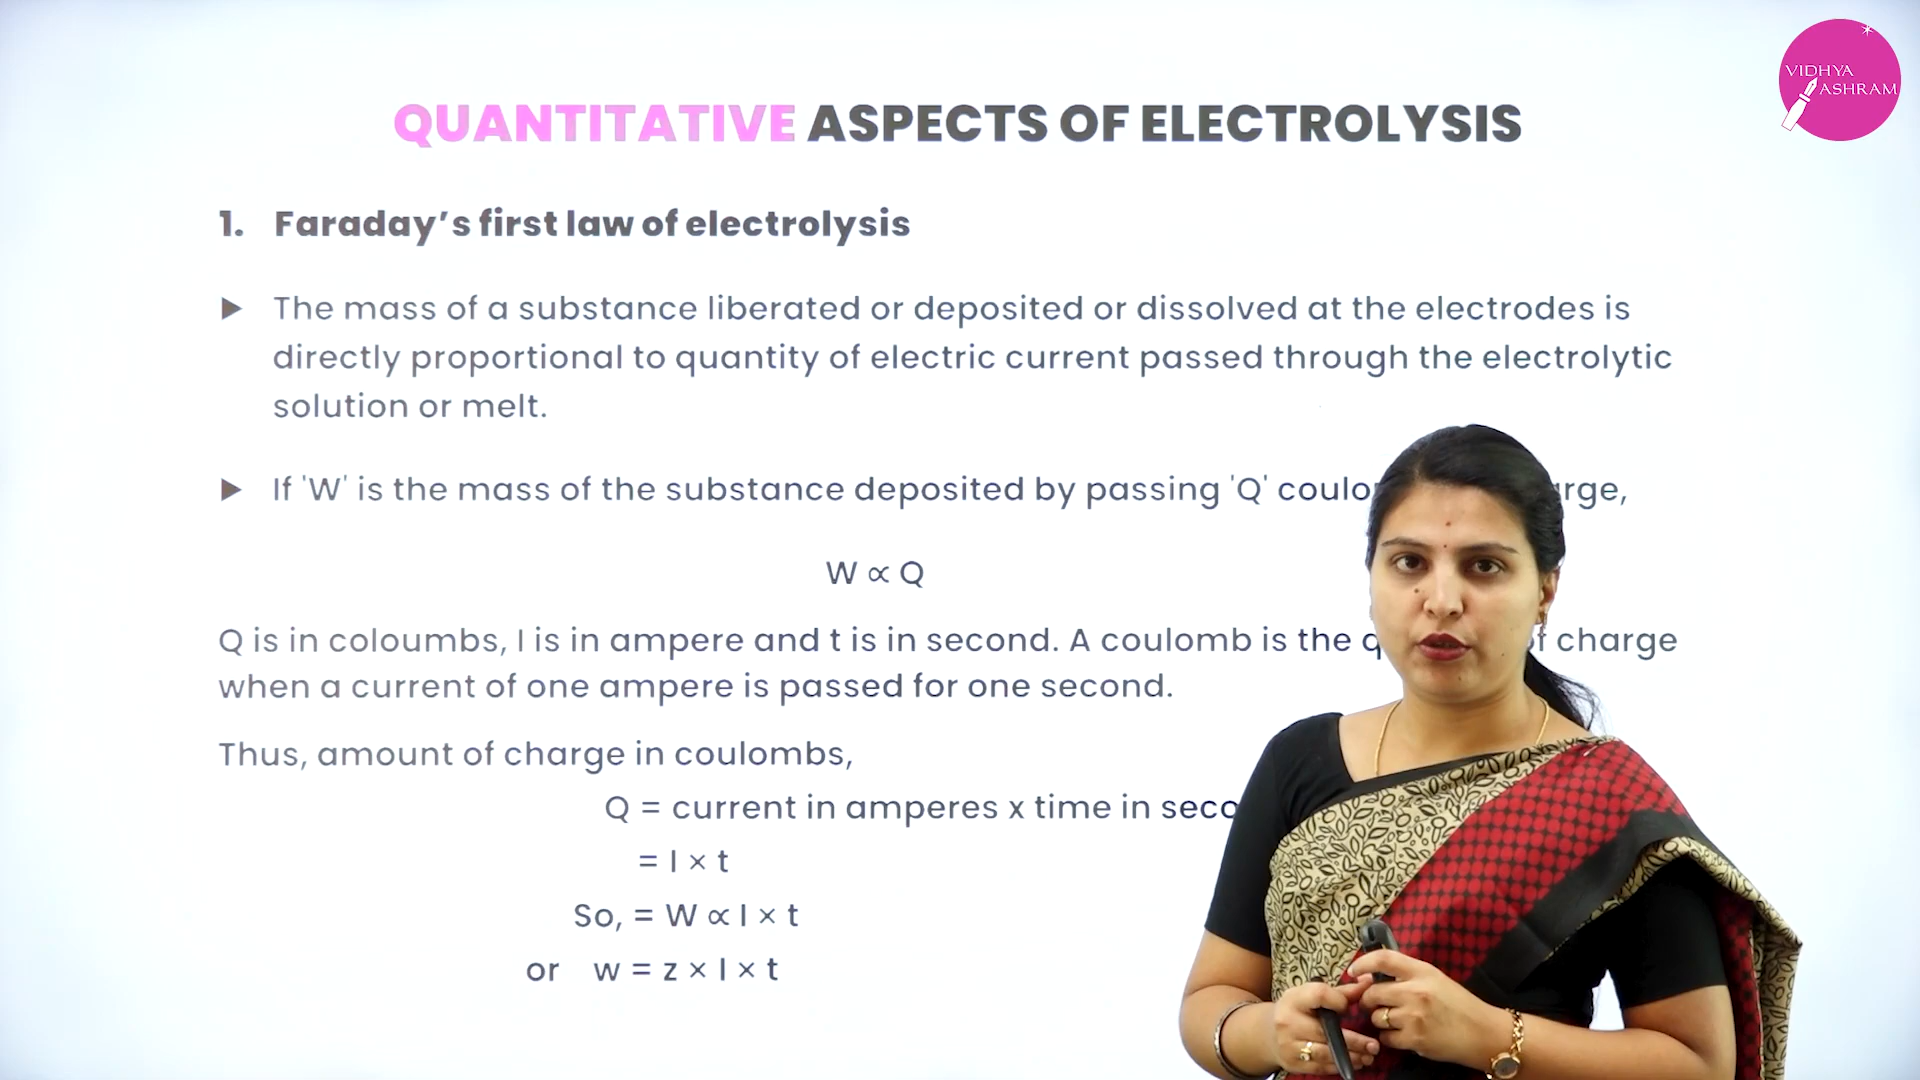 VIDHYA
ASHRAM
QUANTITATIVE ASPECTS OF ELECTROLYSIS
1. Faraday's first law of electrolysis
▶ The mass of a substance liberated or deposited or dissolved at the electrodes is
directly proportional to quantity of electric current passed through the electrolytic
solution or melt.
▶ If 'W' is the mass of the substance deposited by passing 'Q'
W ∝ Q
Q is in coloumbs, I is in ampere and t is in second. A coulomb is the charge
when a current of one ampere is passed for one second.
Thus, amount of charge in coulombs,
Q = current in amperes x time in
= I × t
So, = W ∝ I × t
or w = z × I × t